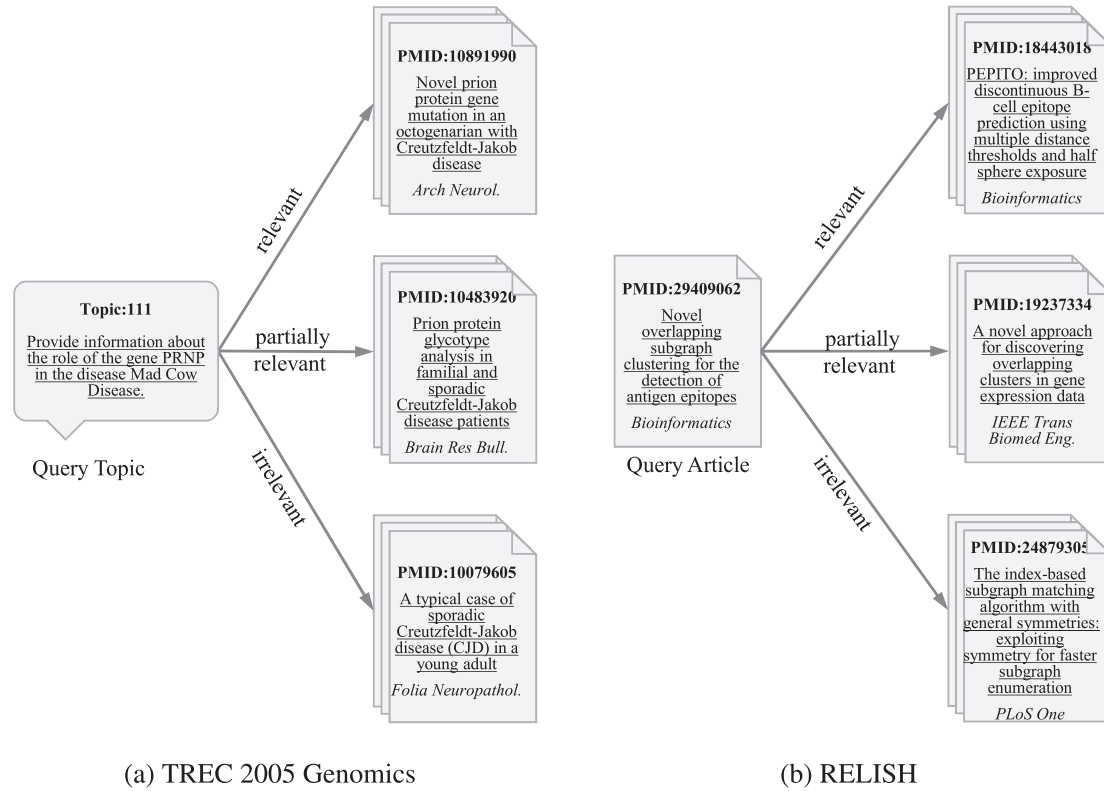 PMID:10891990
Novel prion
protein gene
mutation in an
octogenarian with
Creutzfeldt-Jakob
disease
Arch Neurol.
relevant
Topic:111
Provide information about
the role of the gene PRNP
in the disease Mad Cow
Disease.
Query Topic
partially
relevant
PMID:10483920
Prion protein
glycotype
analysis in
familial and
sporadic
Creutzfeldt-Jakob
disease patients
Brain Res Bull.
irrelevant
PMID:10079605
A typical case of
sporadic
Creutzfeldt-Jakob
disease (CJD) in a
young adult
Folia Neuropathol.
(a) TREC 2005 Genomics
PMID:18443018
PEPITO: improved
discontinuous B-
cell epitope
prediction using
multiple distance
thresholds and half
sphere exposure
Bioinformatics
relevant
PMID:29409062
Novel
overlapping
subgraph
clustering for the
detection of
antigen epitopes
Bioinformatics
Query Article
partially
relevant
PMID:19237334
A novel approach
for discovering
overlapping
clusters in gene
expression data
IEEE Trans
Biomed Eng.
irrelevant
PMID:24879305
The index-based
subgraph matching
algorithm with
general symmetries:
exploiting
symmetry for faster
subgraph
enumeration
PLoS One
(b) RELISH